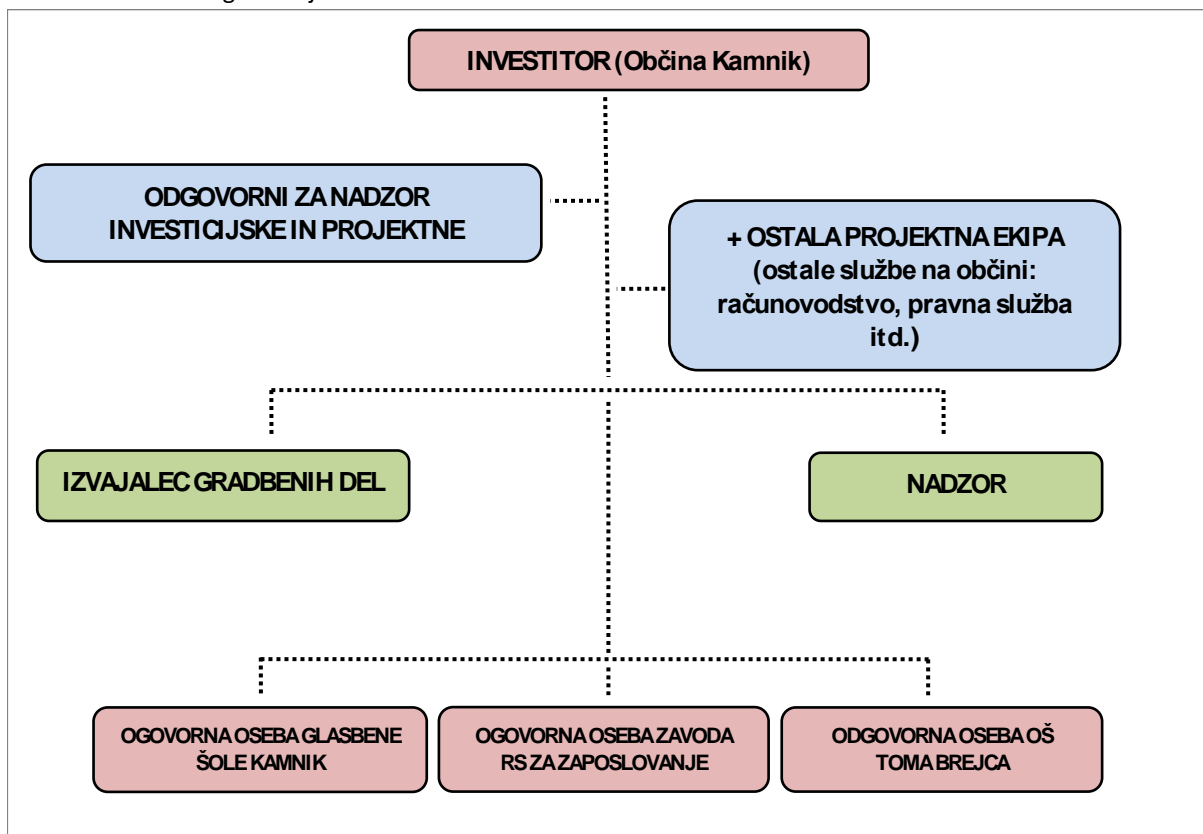 INVESTITOR (Občina Kamnik)
ODGOVORNI ZA NADZOR
INVESTICIJSKE IN PROJEKTNE
+ OSTALA PROJEKTNA EKIPA
(ostale službe na občini:
računovodstvo, pravna služba
itd.)
IZVAJALEC GRADBENIH DEL
NADZOR
OGOVORNA OSEBA GLASBENE
ŠOLE KAMNIK
OGOVORNA OSEBA ZAVODA
RS ZA ZAPOSLOVANJE
ODGOVORNA OSEBA OŠ
TOMA BREJCA